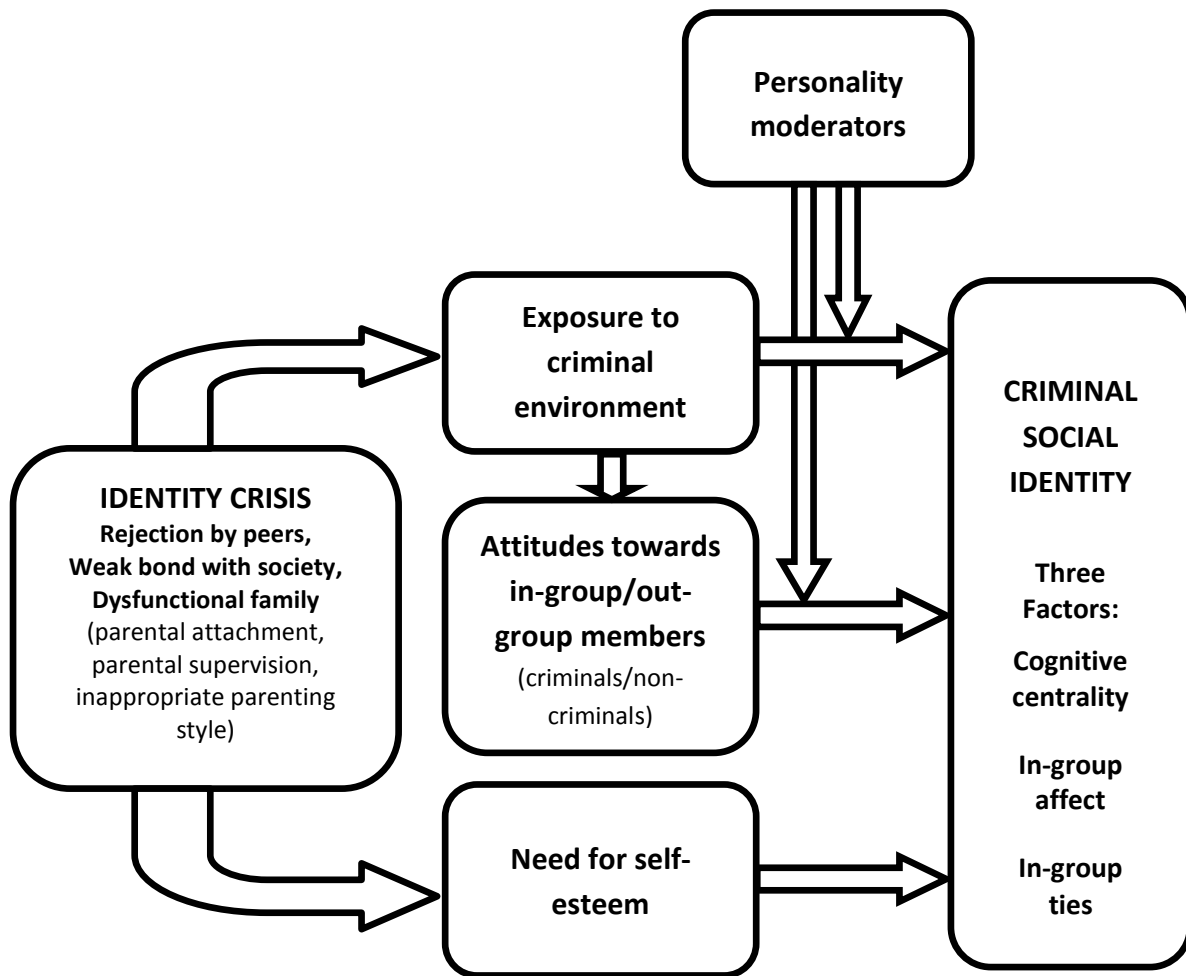 Personality
moderators
Exposure to
criminal
environment
IDENTITY CRISIS
Rejection by peers,
Weak bond with society,
Dysfunctional family
(parental attachment,
parental supervision,
inappropriate parenting
style)
Attitudes towards
in-group/out-
group members
(criminals/non-
criminals)
Need for self-
esteem
CRIMINAL
SOCIAL
IDENTITY
Three
Factors:
Cognitive
centrality
In-group
affect
In-group
ties